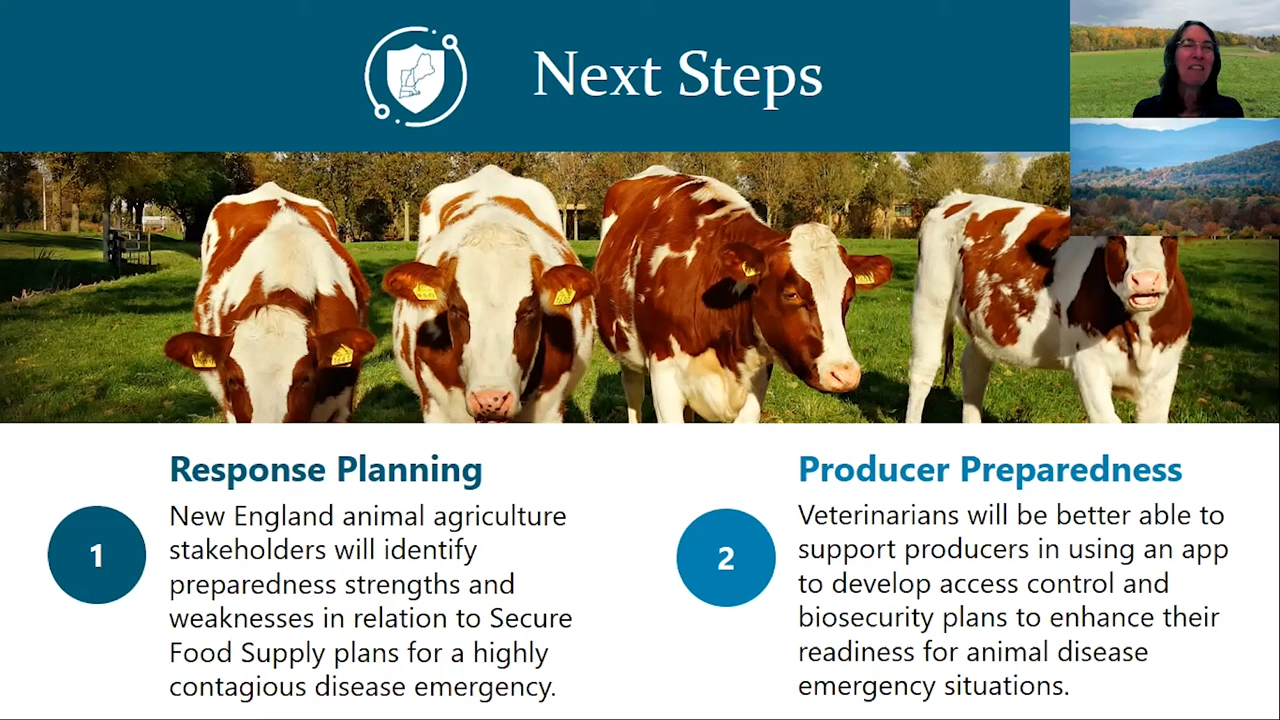 Next Steps
Response Planning
1
New England animal agriculture
stakeholders will identify
preparedness strengths and
weaknesses in relation to Secure
Food Supply plans for a highly
contagious disease emergency.
Producer Preparedness
2
Veterinarians will be better able to
support producers in using an app
to develop access control and
biosecurity plans to enhance their
readiness for animal disease
emergency situations.